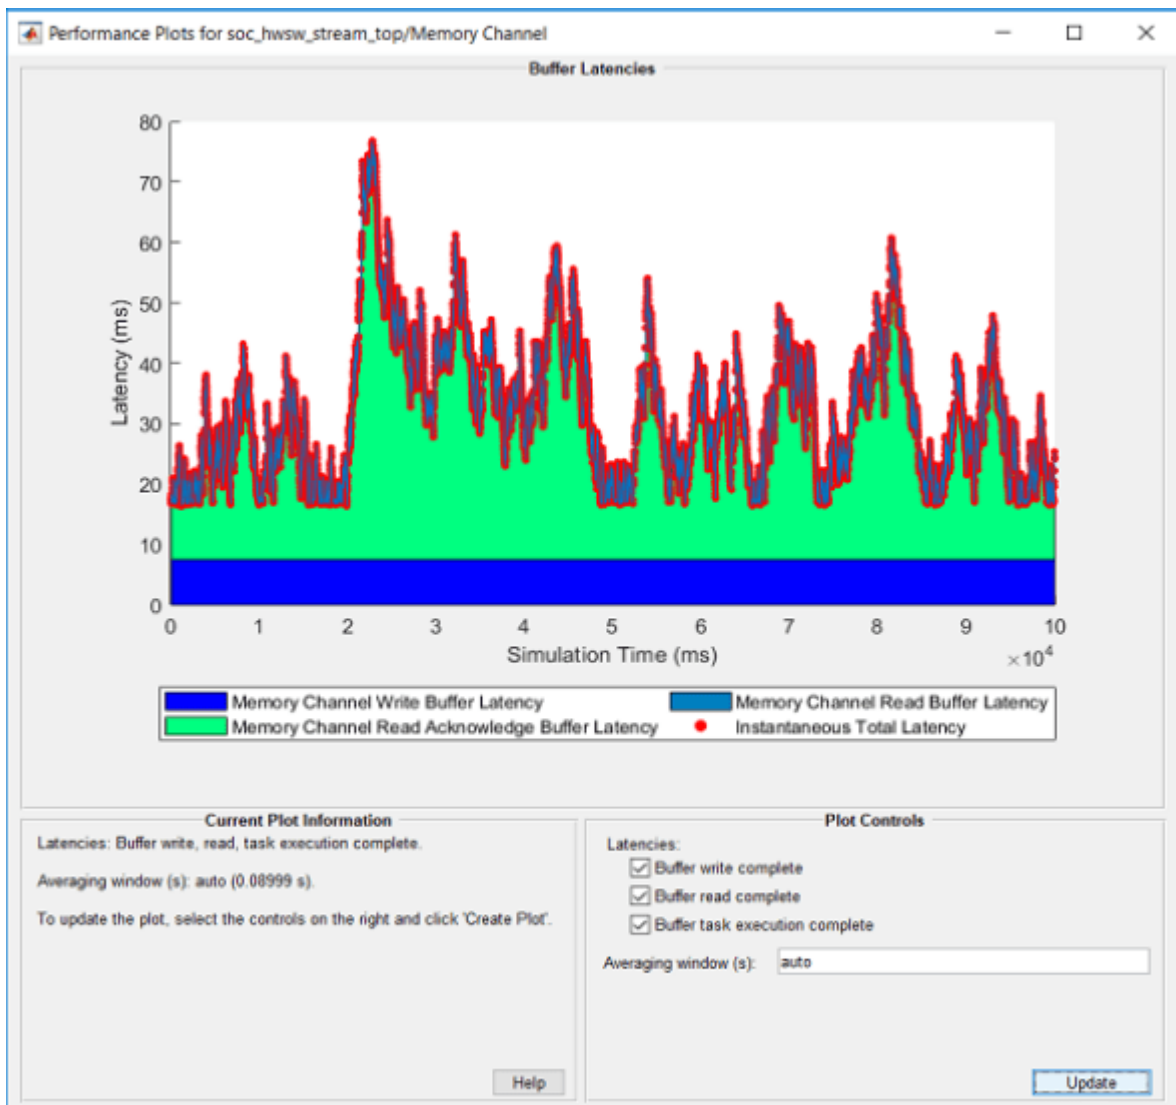 Performance Plots for soc_hwsw_stream_top/Memory Channel
Buffer Latencies
80
70
60
50
40
30
20
10
0
Latency (ms)
0 1 2 3 4 5 6 7 8 9 10
Simulation Time (ms)
×10^4
Memory Channel Write Buffer Latency
Memory Channel Read Buffer Latency
Memory Channel Read Acknowledge Buffer Latency
Instantaneous Total Latency
Current Plot Information
Latencies: Buffer write, read, task execution complete.
Averaging window (s): auto (0.08999 s).
To update the plot, select the controls on the right and click 'Create Plot'.
Help
Plot Controls
Latencies:
Buffer write complete
Buffer read complete
Buffer task execution complete
Averaging window (s): auto
Update